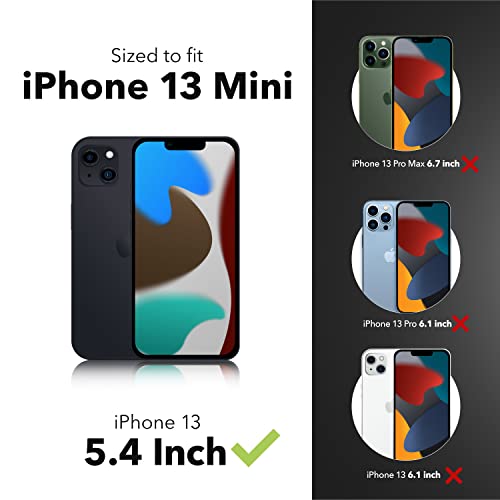 Sized to fit
iPhone 13 Mini
iPhone 13
5.4 Inch
iPhone 13 Pro Max 6.7 inch
iPhone 13 Pro 6.1 inch
iPhone 13 6.1 inch